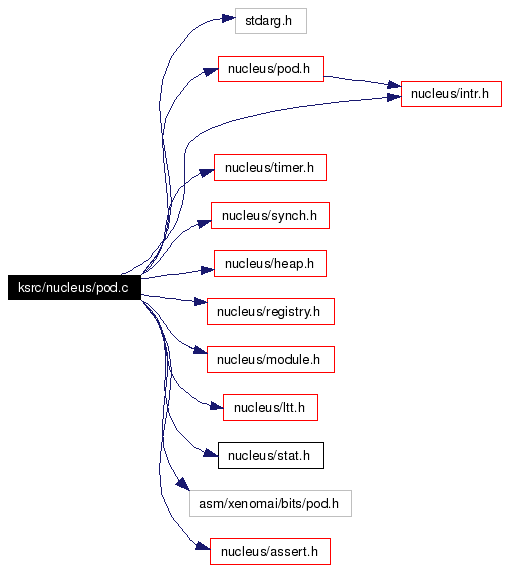 stdarg.h
nucleus/pod.h
nucleus/intr.h
nucleus/timer.h
nucleus/synch.h
nucleus/heap.h
ksrc/nucleus/pod.c
nucleus/registry.h
nucleus/module.h
nucleus/ltt.h
nucleus/stat.h
asm/xenomai/bits/pod.h
nucleus/assert.h